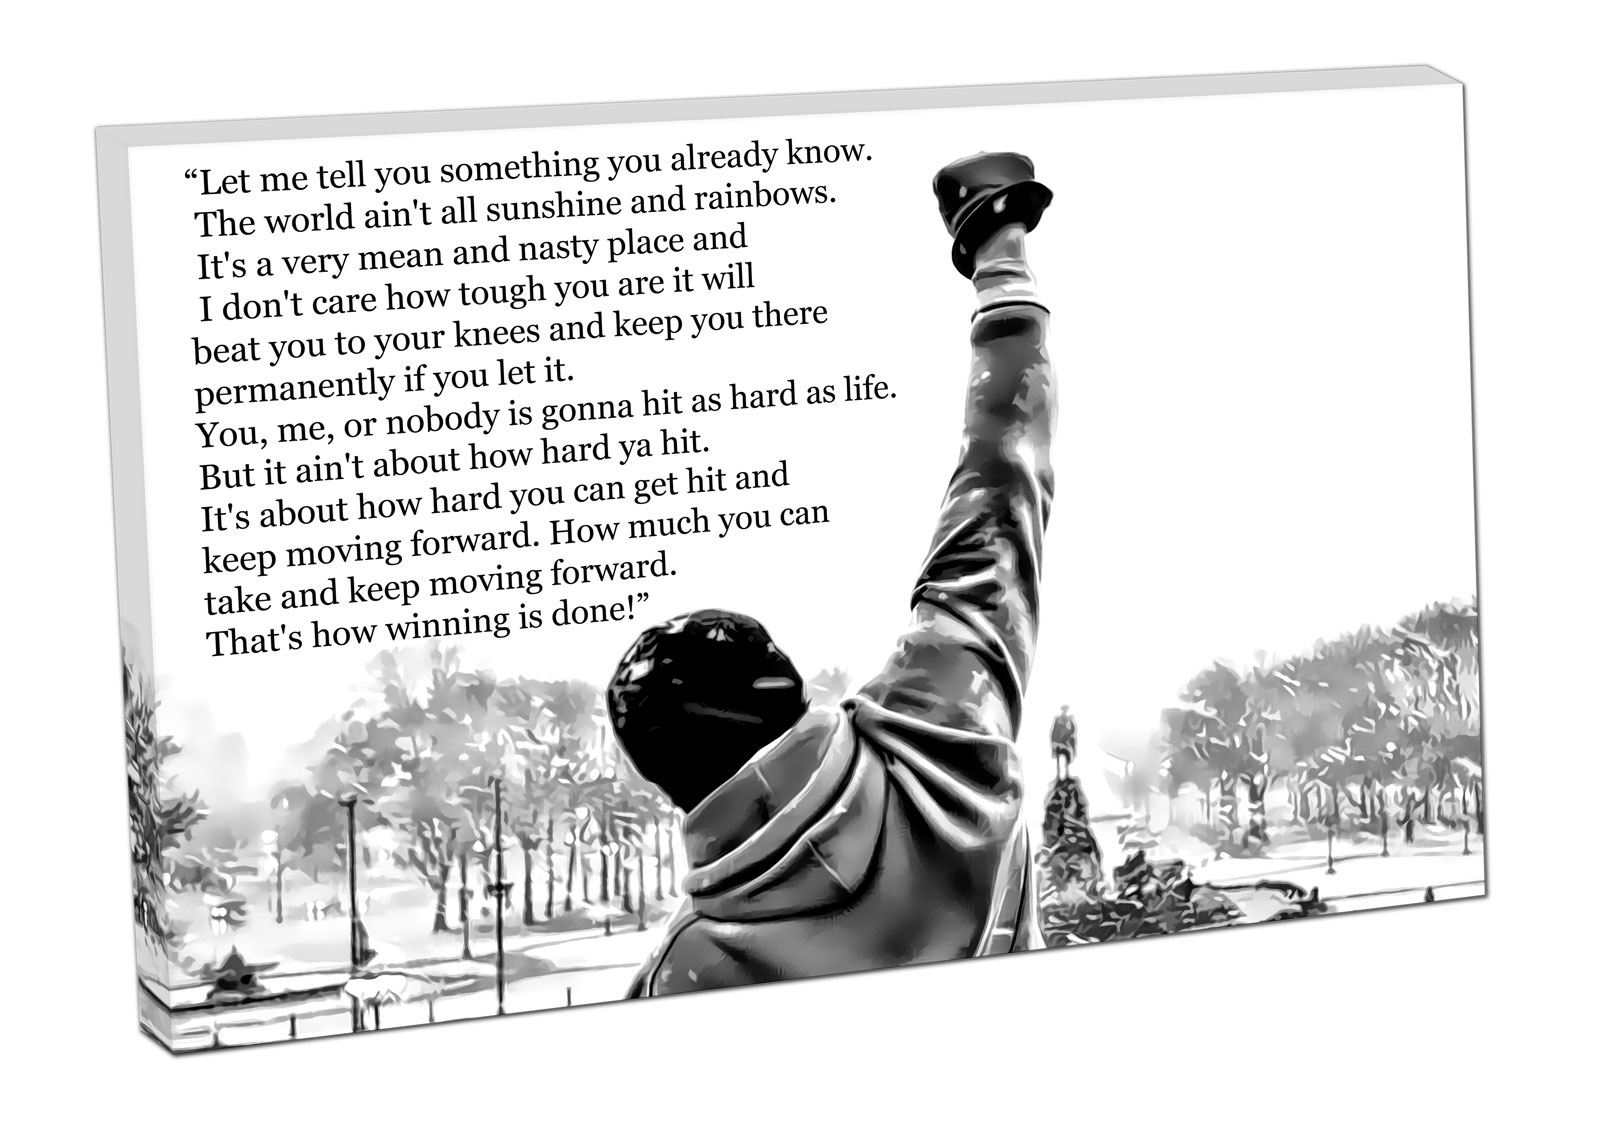 “Let me tell you something you already know.
The world ain't all sunshine and rainbows.
It's a very mean and nasty place and
I don't care how tough you are it will
beat you to your knees and keep you there
permanently if you let it.
You, me, or nobody is gonna hit as hard as life.
But it ain't about how hard ya hit.
It's about how hard you can get hit and
keep moving forward. How much you can
take and keep moving forward.
That's how winning is done!”